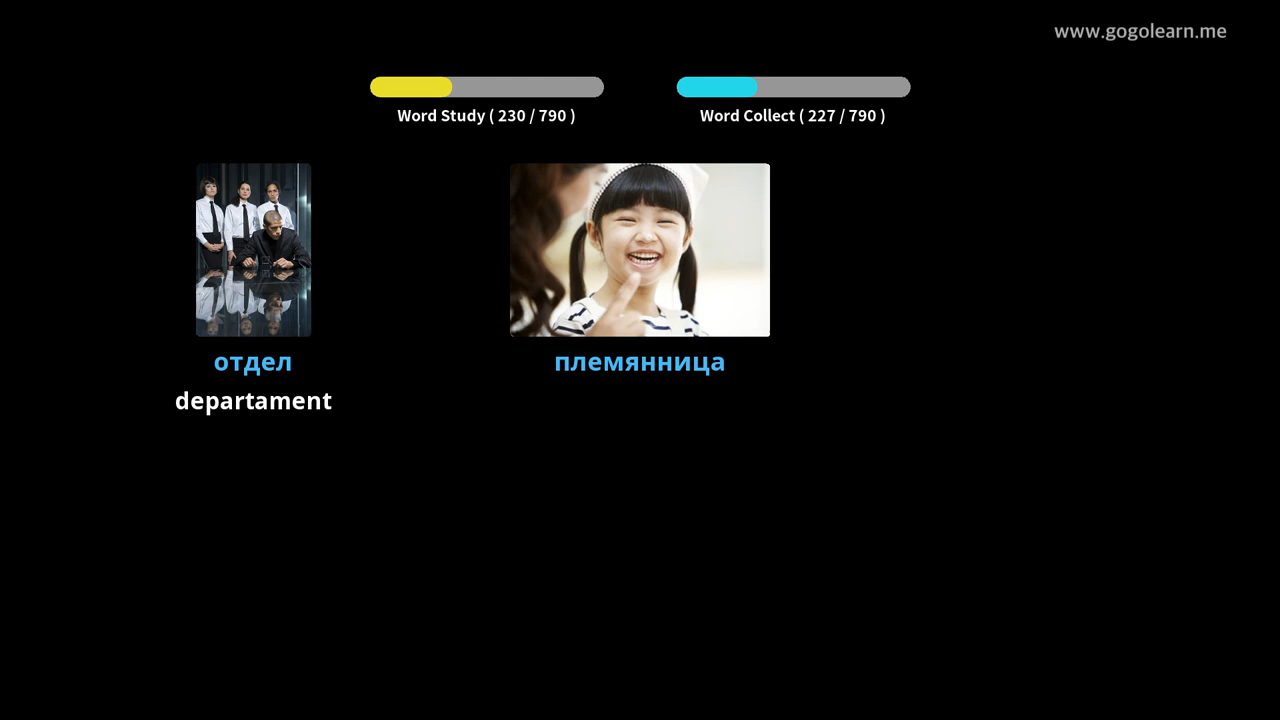 www.gogolearn.me
Word Study ( 230 / 790 )
Word Collect ( 227 / 790 )
отдел
departament
племянница